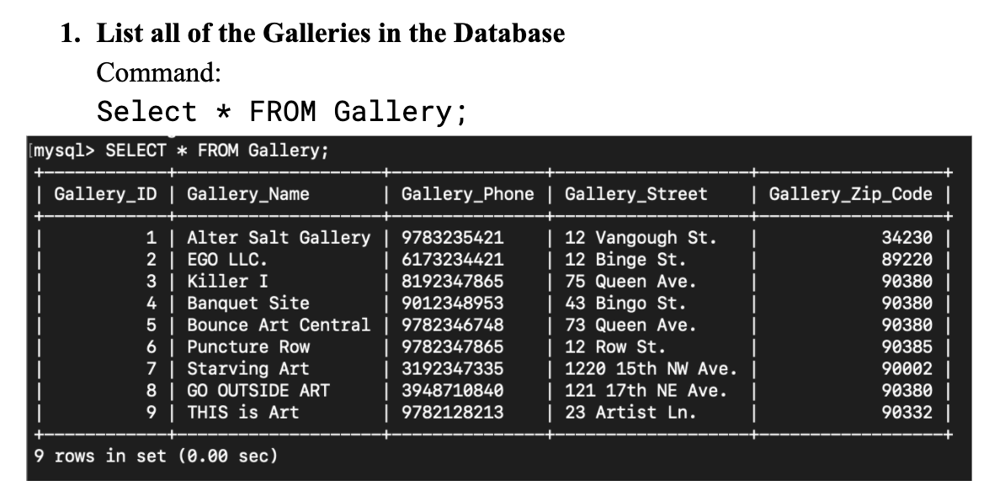 1. List all of the Galleries in the Database
Command:
Select * FROM Gallery;
[mysql> SELECT * FROM Gallery;
+------------+---------------------+---------------+------------------+------------------+
| Gallery_ID | Gallery_Name | Gallery_Phone | Gallery_Street | Gallery_Zip_Code |
+------------+---------------------+---------------+------------------+------------------+
| 1 | Alter Salt Gallery | 9783235421 | 12 Vangough St. | 34230 |
| 2 | EGO LLC. | 6173234421 | 12 Binge St. | 89220 |
| 3 | Killer I | 8192347865 | 75 Queen Ave. | 90380 |
| 4 | Banquet Site | 9012348953 | 43 Bingo St. | 90380 |
| 5 | Bounce Art Central | 9782346748 | 73 Queen Ave. | 90380 |
| 6 | Puncture Row | 9782347865 | 12 Row St. | 90385 |
| 7 | Starving Art | 3192347335 | 1220 15th NW Ave. | 90002 |
| 8 | GO OUTSIDE ART | 3948710840 | 121 17th NE Ave. | 90380 |
| 9 | THIS is Art | 9782128213 | 23 Artist Ln. | 90332 |
+------------+---------------------+---------------+------------------+------------------+
9 rows in set (0.00 sec)